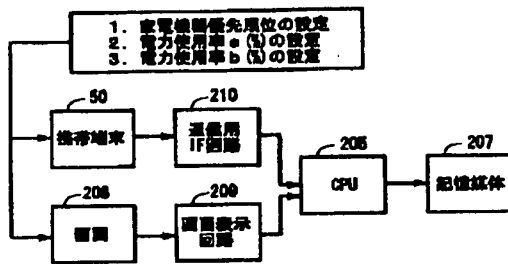 1. 家電機器優先順位の設定
2. 電力使用率a(%)の設定
3. 電力使用率b(%)の設定
50
210
携帯端末
通信用
IF回路
205
207
CPU
記憶媒体
208
209
画面
画面表示
回路